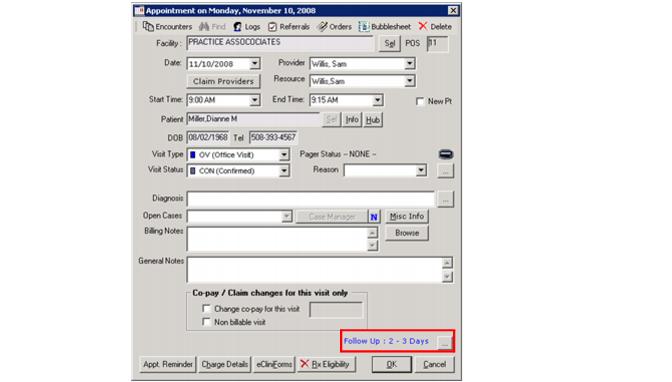 Appointment on Monday, November 10, 2008
Encounters Find Logs Referrals Orders Bubblesheet Delete
Facility : PRACTICE ASSOCOCIATES Sel POS 11
Date: 11/10/2008 Provider Willis, Sam
Claim Providers Resource Willis,Sam
Start Time: 9:00 AM End Time: 9:15 AM New Pt
Patient Miller,Dianne M Sel Info Hub
DOB 08/02/1968 Tel 508-393-4567
Visit Type OV (Office Visit) Pager Status -- NONE --
Visit Status CON (Confirmed) Reason ...
Diagnosis ...
Open Cases Case Manager N Misc Info
Billing Notes Browse
General Notes
Co-pay / Claim changes for this visit only
Change co-pay for this visit
Non billable visit
Follow Up : 2 - 3 Days ...
Appt. Reminder Charge Details eClinForms Rx Eligibility OK Cancel